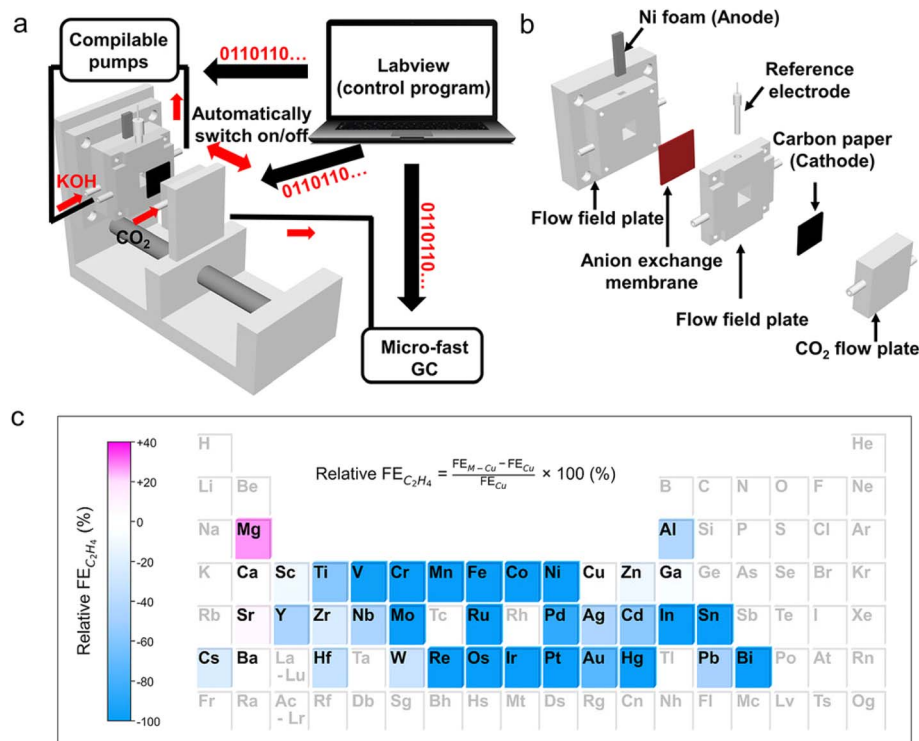 a
Compilable
pumps
0110110...
Labview
(control program)
Automatically
switch on/off
0110110...
KOH
CO2
0110110...
Micro-fast
GC
b
Ni foam (Anode)
Reference
electrode
Carbon paper
(Cathode)
Flow field plate
Anion exchange
membrane
Flow field plate
CO2 flow plate
c
Relative FE_C2H4 (%)
+40
+20
0
-20
-40
-60
-80
-100
Relative FE_C2H4 = (FE_M-Cu - FE_Cu) / FE_Cu × 100 (%)
H He
Li Be B C N O F Ne
Na Mg Al Si P S Cl Ar
K Ca Sc Ti V Cr Mn Fe Co Ni Cu Zn Ga Ge As Se Br Kr
Rb Sr Y Zr Nb Mo Tc Ru Rh Pd Ag Cd In Sn Sb Te I Xe
Cs Ba La-Lu Hf Ta W Re Os Ir Pt Au Hg Tl Pb Bi Po At Rn
Fr Ra Ac-Lr Rf Db Sg Bh Hs Mt Ds Rg Cn Nh Fl Mc Lv Ts Og